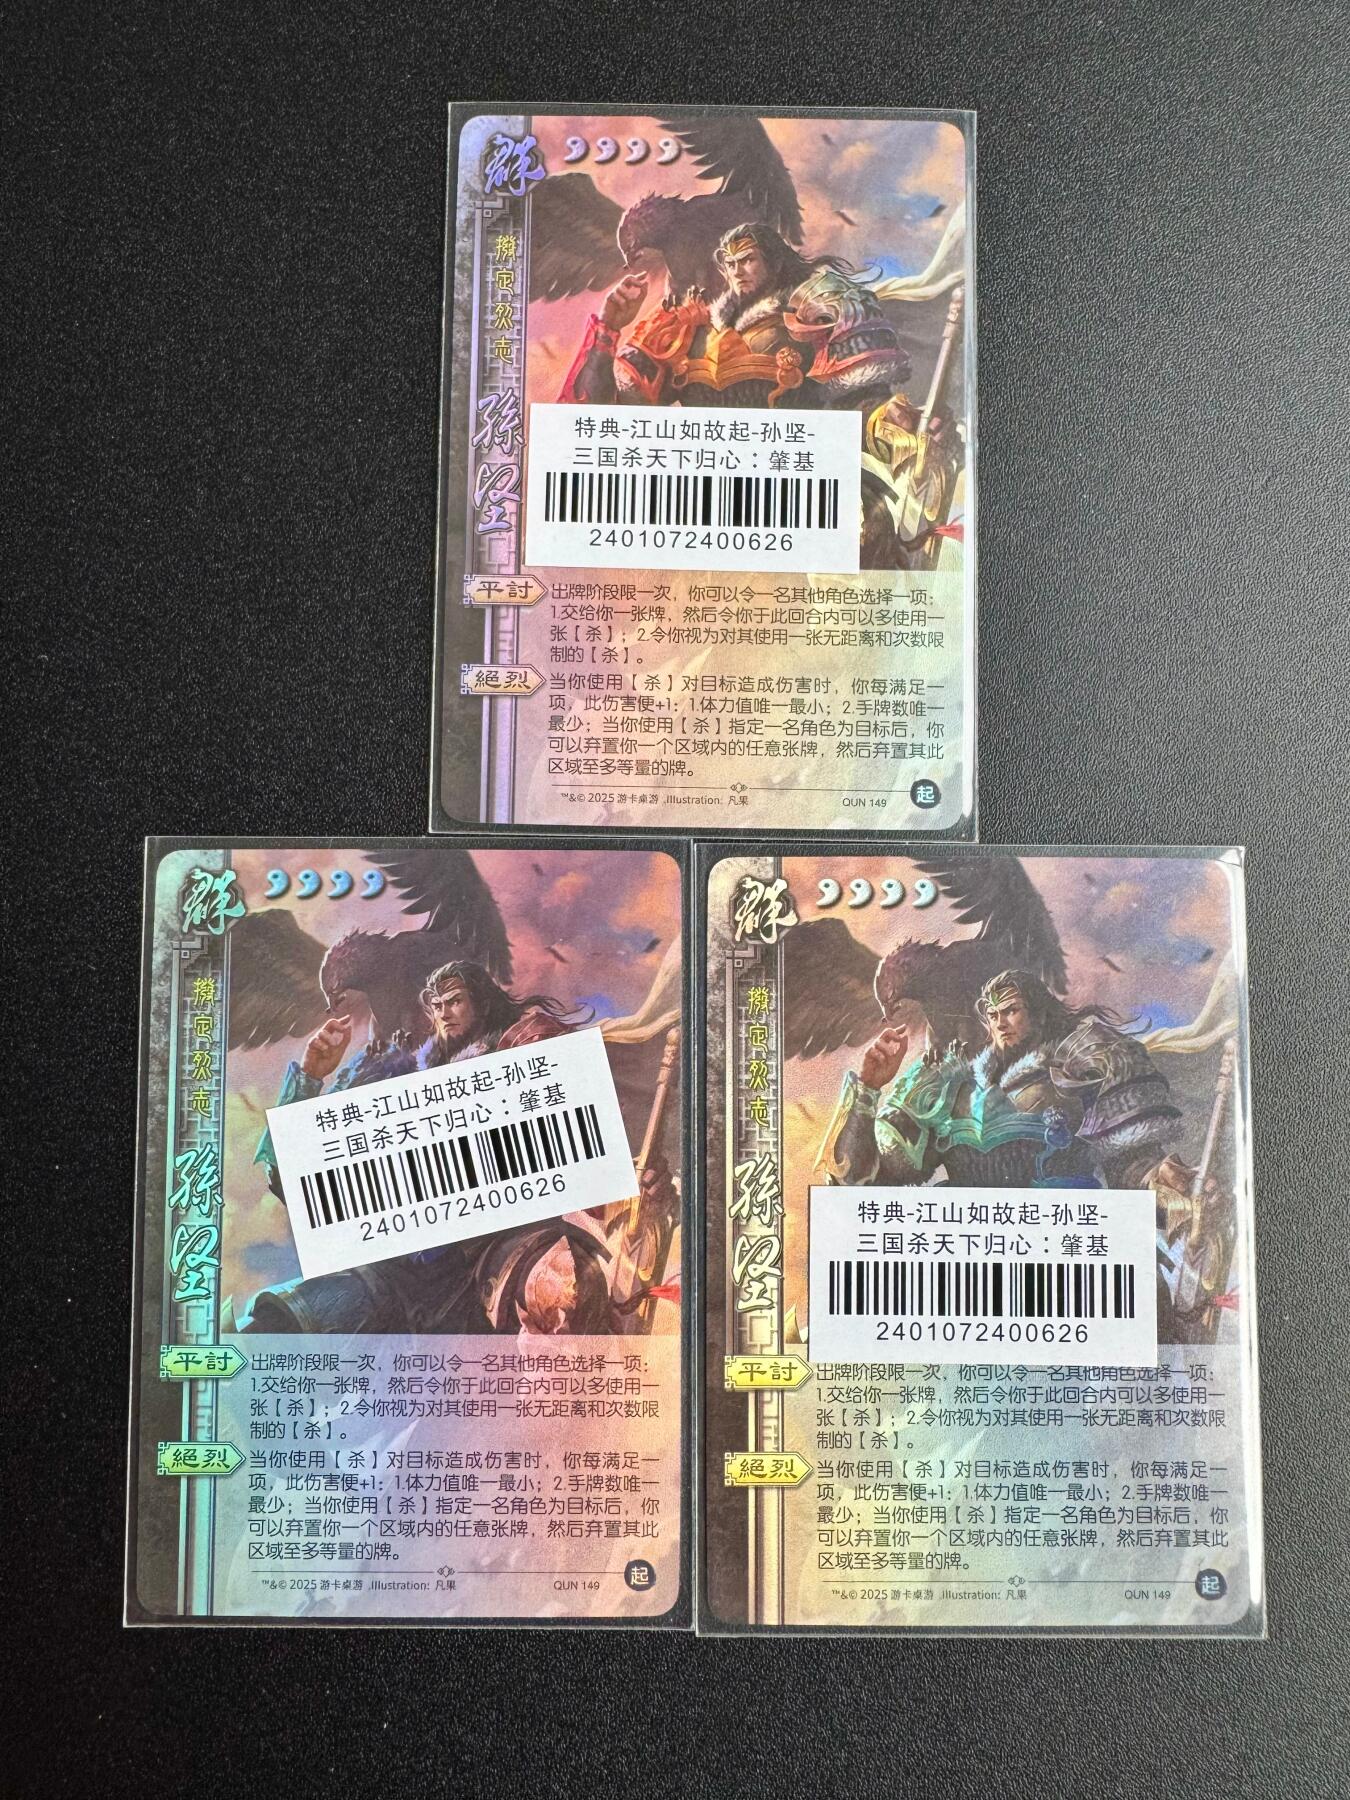 群
撥定烈志
孫堅
特典-江山如故起-孙坚-
三国杀天下归心：肇基
2401072400626
平討
出牌阶段限一次，你可以令一名其他角色选择一项：
1.交给你一张牌，然后令你于此回合内可以多使用一
张【杀】；2.令你视为对其使用一张无距离和次数限
制的【杀】。
絕烈
当你使用【杀】对目标造成伤害时，你每满足一
项，此伤害便+1：1.体力值唯一最小；2.手牌数唯一
最少；当你使用【杀】指定一名角色为目标后，你
可以弃置你一个区域内的任意张牌，然后弃置其此
区域至多等量的牌。
™&© 2025 游卡桌游 .Illustration: 凡果 QUN 149 起
群
撥定烈志
孫堅
特典-江山如故起-孙坚-
三国杀天下归心：肇基
2401072400626
平討
出牌阶段限一次，你可以令一名其他角色选择一项：
1.交给你一张牌，然后令你于此回合内可以多使用一
张【杀】；2.令你视为对其使用一张无距离和次数限
制的【杀】。
絕烈
当你使用【杀】对目标造成伤害时，你每满足一
项，此伤害便+1：1.体力值唯一最小；2.手牌数唯一
最少；当你使用【杀】指定一名角色为目标后，你
可以弃置你一个区域内的任意张牌，然后弃置其此
区域至多等量的牌。
™&© 2025 游卡桌游 .Illustration: 凡果 QUN 149 起
群
撥定烈志
孫堅
特典-江山如故起-孙坚-
三国杀天下归心：肇基
2401072400626
平討
出牌阶段限一次，你可以令一名其他角色选择一项：
1.交给你一张牌，然后令你于此回合内可以多使用一
张【杀】；2.令你视为对其使用一张无距离和次数限
制的【杀】。
絕烈
当你使用【杀】对目标造成伤害时，你每满足一
项，此伤害便+1：1.体力值唯一最小；2.手牌数唯一
最少；当你使用【杀】指定一名角色为目标后，你
可以弃置你一个区域内的任意张牌，然后弃置其此
区域至多等量的牌。
™&© 2025 游卡桌游 .Illustration: 凡果 QUN 149 起